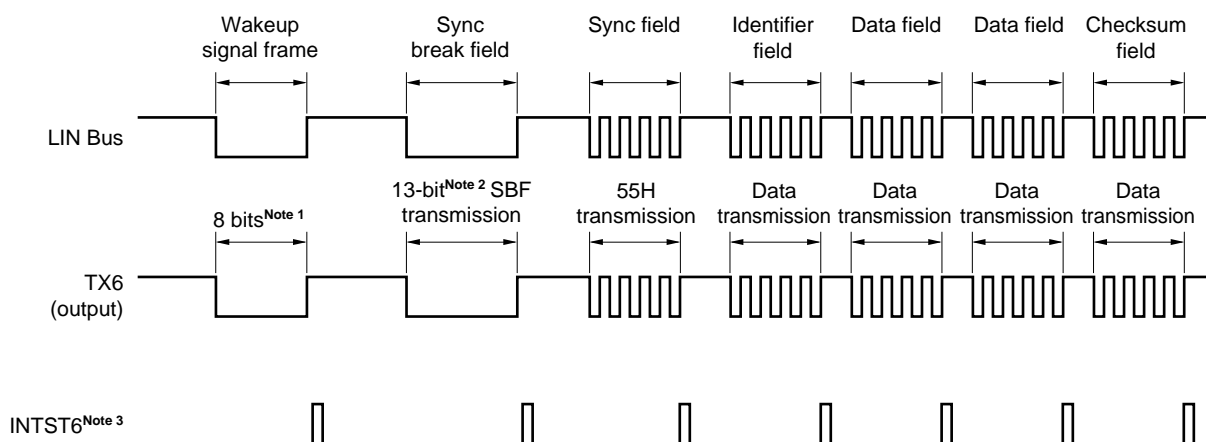 Wakeup
signal frame
Sync
break field
Sync field
Identifier
field
Data field
Data field
Checksum
field
LIN Bus
8 bitsNote 1
13-bitNote 2 SBF
transmission
55H
transmission
Data
transmission
Data
transmission
Data
transmission
Data
transmission
TX6
(output)
INTST6Note 3